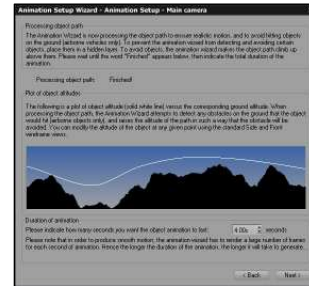 Animation Setup Wizard - Animation Setup - Main camera
Processing object path
The Animation Wizard is now processing the object path to ensure realistic motion, and to avoid hitting objects
on the ground (airborne vehicles only). To prevent the animation wizard from detecting and avoiding certain
objects, place them in a hidden layer. To avoid objects, the animation wizard makes the object path climb up
above them. Please wait until the word "Finished" appears below, then indicate the total duration of the
animation.
Processing object path: Finished!
Plot of object altitudes
The following is a plot of object altitude (solid white line) versus the corresponding ground altitude. When
processing the object path, the Animation Wizard attempts to detect any obstacles on the ground that the object
would hit (airborne objects only), and raises the altitude of the path in such a way that the obstacle will be
avoided. You can modify the altitude of the object at any given point using the standard Side and Front
wireframe views.
Duration of animation
Please indicate how many seconds you want the object animation to last: 4.00s seconds
Please note that in order to produce smooth motion, the animation wizard has to render a large number of frames
for each second of animation. Hence the longer the duration of the animation, the longer it will take to generate.
< Back Next >